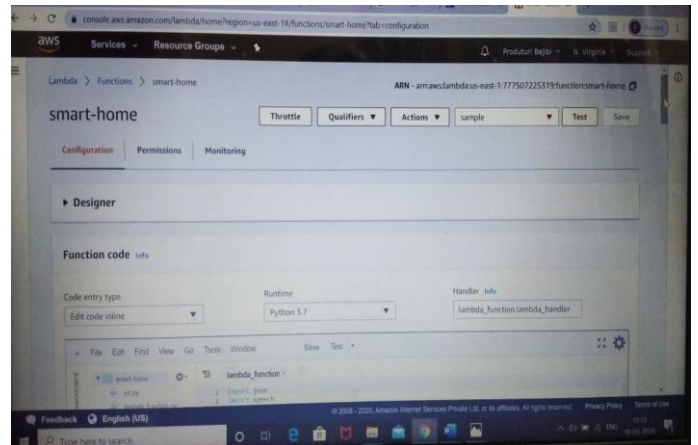 console.aws.amazon.com/lambda/home?region=us-east-1#/functions/smart-home?tab=configuration
aws Services Resource Groups N. Virginia Support
Lambda > Functions > smart-home
ARN - arn:aws:lambda:us-east-1:777507225319:function:smart-home
smart-home
Throttle Qualifiers Actions sample Test Save
Configuration Permissions Monitoring
Designer
Function code Info
Code entry type Runtime Handler Info
Edit code inline Python 3.7 lambda_function.lambda_handler
File Edit Find View Go Tools Window Save Test
smart-home lambda_function
1 import json
2 import speech
Feedback English (US) © 2008 - 2020, Amazon Internet Services Private Ltd. or its affiliates. All rights reserved. Privacy Policy Terms of Use
Type here to search ENG